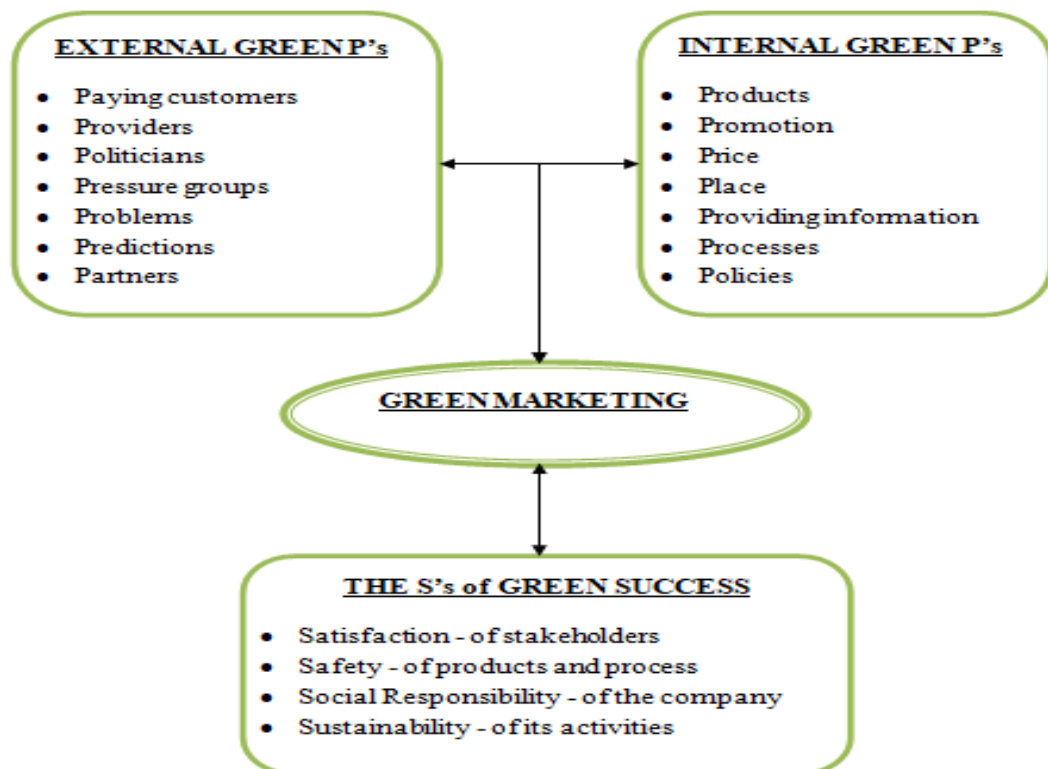 EXTERNAL GREEN P's
• Paying customers
• Providers
• Politicians
• Pressure groups
• Problems
• Predictions
• Partners
INTERNAL GREEN P's
• Products
• Promotion
• Price
• Place
• Providing information
• Processes
• Policies
GREEN MARKETING
THE S's of GREEN SUCCESS
• Satisfaction - of stakeholders
• Safety - of products and process
• Social Responsibility - of the company
• Sustainability - of its activities